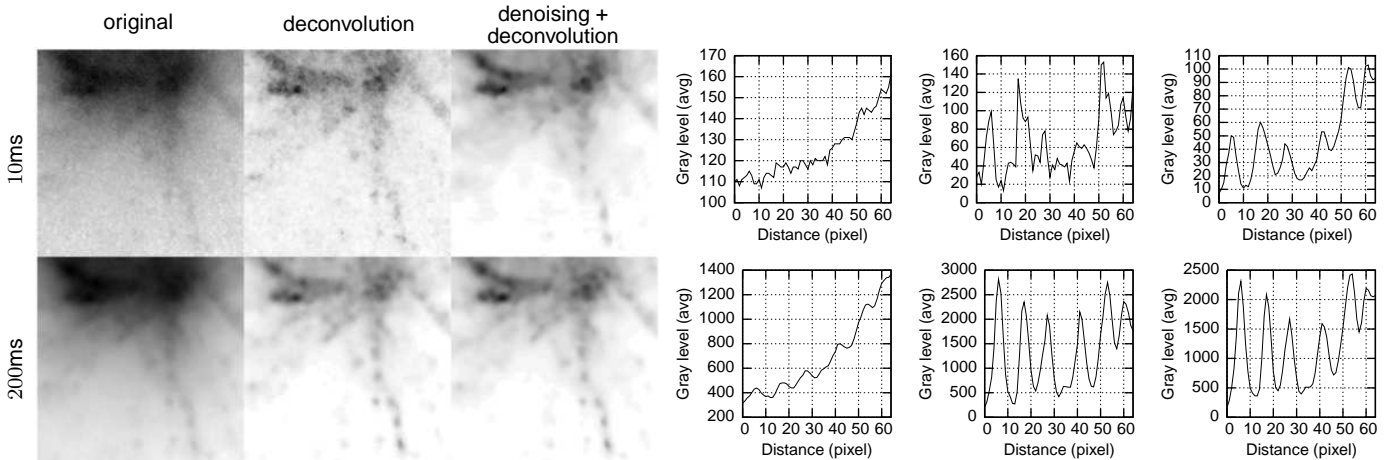 original
deconvolution
denoising +
deconvolution
10ms
200ms
170
160
150
140
130
120
110
100
0 10 20 30 40 50 60
Gray level (avg)
Distance (pixel)
160
140
120
100
80
60
40
20
0
0 10 20 30 40 50 60
Gray level (avg)
Distance (pixel)
110
100
90
80
70
60
50
40
30
20
10
0
0 10 20 30 40 50 60
Gray level (avg)
Distance (pixel)
1400
1200
1000
800
600
400
200
0 10 20 30 40 50 60
Gray level (avg)
Distance (pixel)
3000
2500
2000
1500
1000
500
0
0 10 20 30 40 50 60
Gray level (avg)
Distance (pixel)
2500
2000
1500
1000
500
0
0 10 20 30 40 50 60
Gray level (avg)
Distance (pixel)